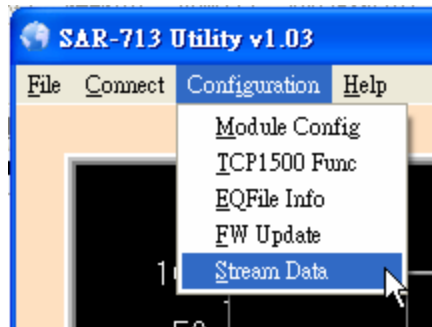 SAR-713 Utility v1.03
File Connect Configuration Help
Module Config
TCP1500 Func
EQFile Info
FW Update
Stream Data